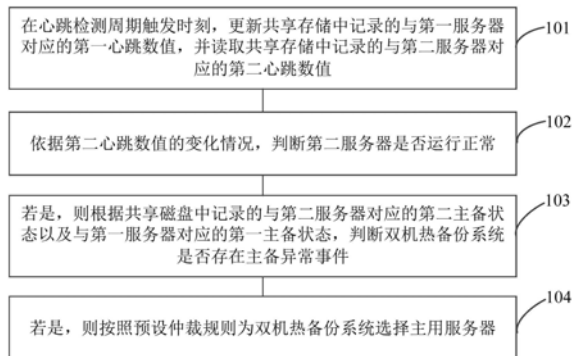 在心跳检测周期触发时刻，更新共享存储中记录的与第一服务器
对应的第一心跳数值，并读取共享存储中记录的与第二服务器对
应的第二心跳数值
101
依据第二心跳数值的变化情况，判断第二服务器是否运行正常
102
若是，则根据共享磁盘中记录的与第二服务器对应的第二主备状
态以及与第一服务器对应的第一主备状态，判断双机热备份系统
是否存在主备异常事件
103
若是，则按照预设仲裁规则为双机热备份系统选择主用服务器
104